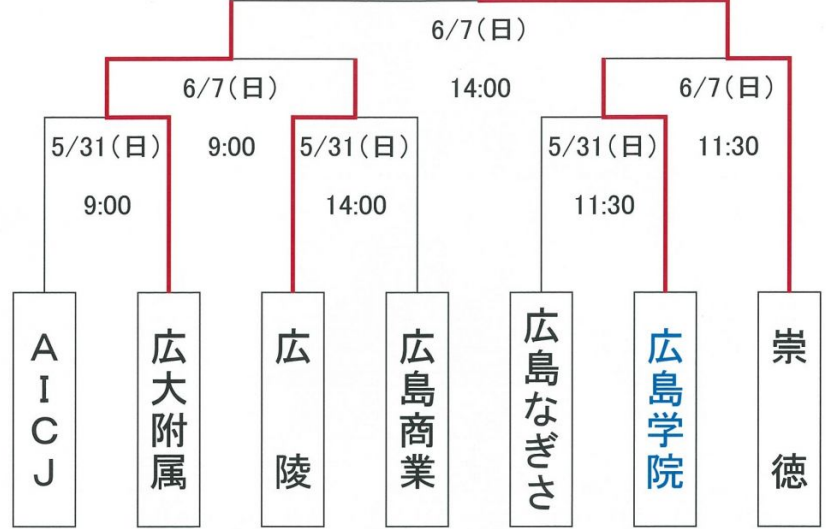 6/7(日)
14:00
6/7(日)
9:00
6/7(日)
11:30
5/31(日)
9:00
5/31(日)
14:00
5/31(日)
11:30
AICJ
広大附属
広陵
広島商業
広島なぎさ
広島学院
崇徳